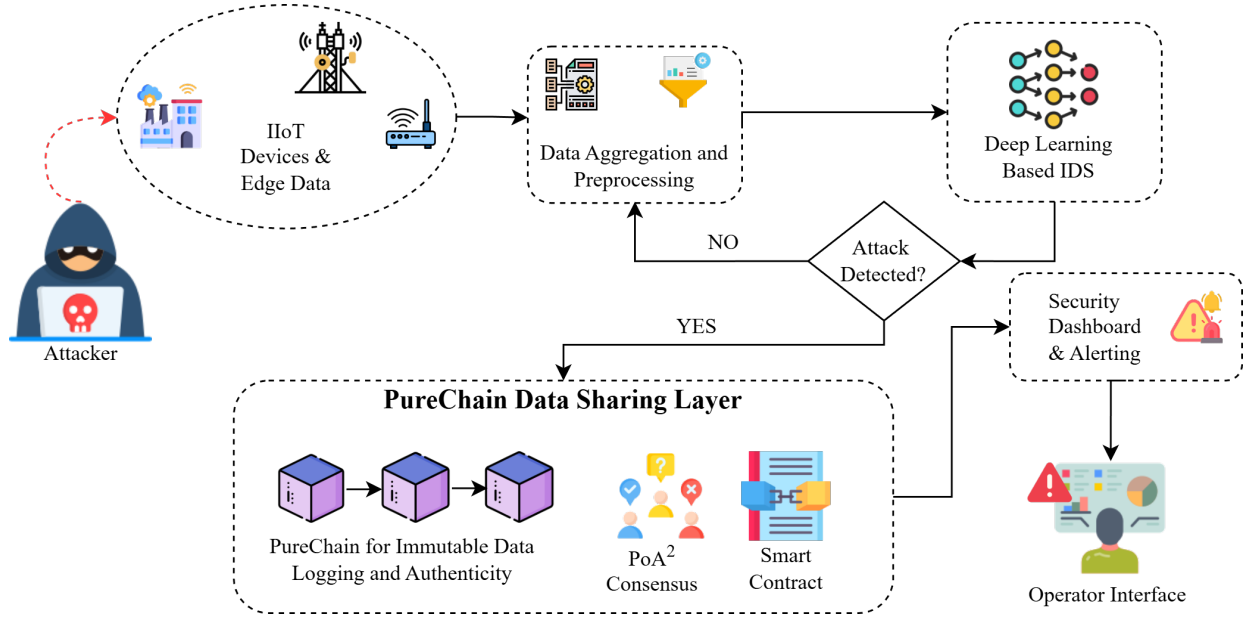 IIoT
Devices &
Edge Data
Data Aggregation and
Preprocessing
Deep Learning
Based IDS
Attacker
NO
Attack
Detected?
YES
Security
Dashboard
& Alerting
PureChain Data Sharing Layer
PureChain for Immutable Data
Logging and Authenticity
?
PoA²
Consensus
Smart
Contract
Operator Interface